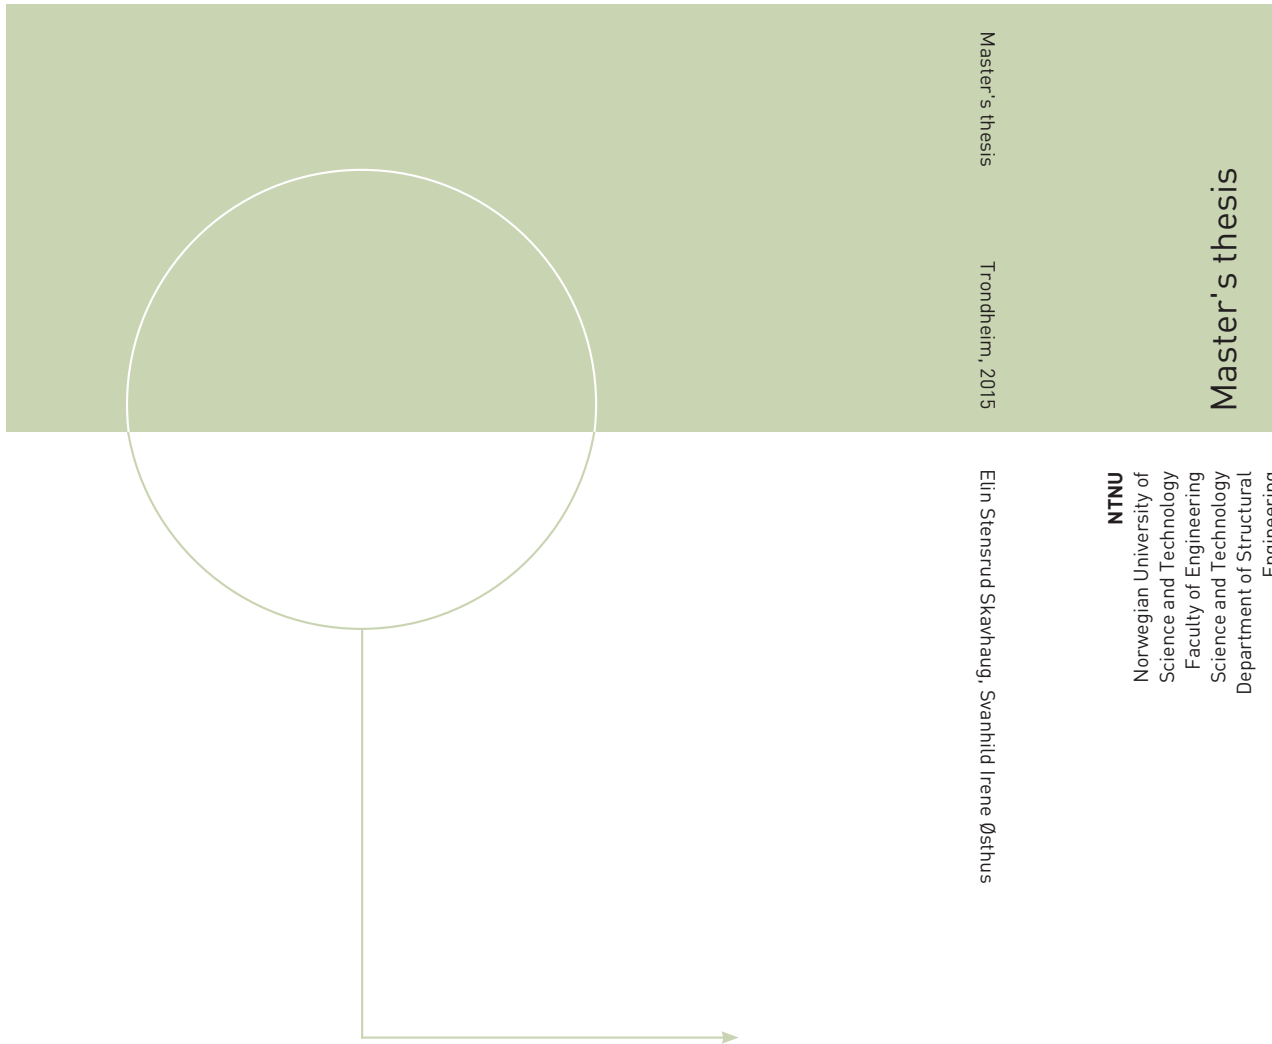 Master's thesis
Trondheim, 2015
Elin Stensrud Skavhaug, Svanhild Irene Østhus
Master's thesis
NTNU
Norwegian University of
Science and Technology
Faculty of Engineering
Science and Technology
Department of Structural
Engineering